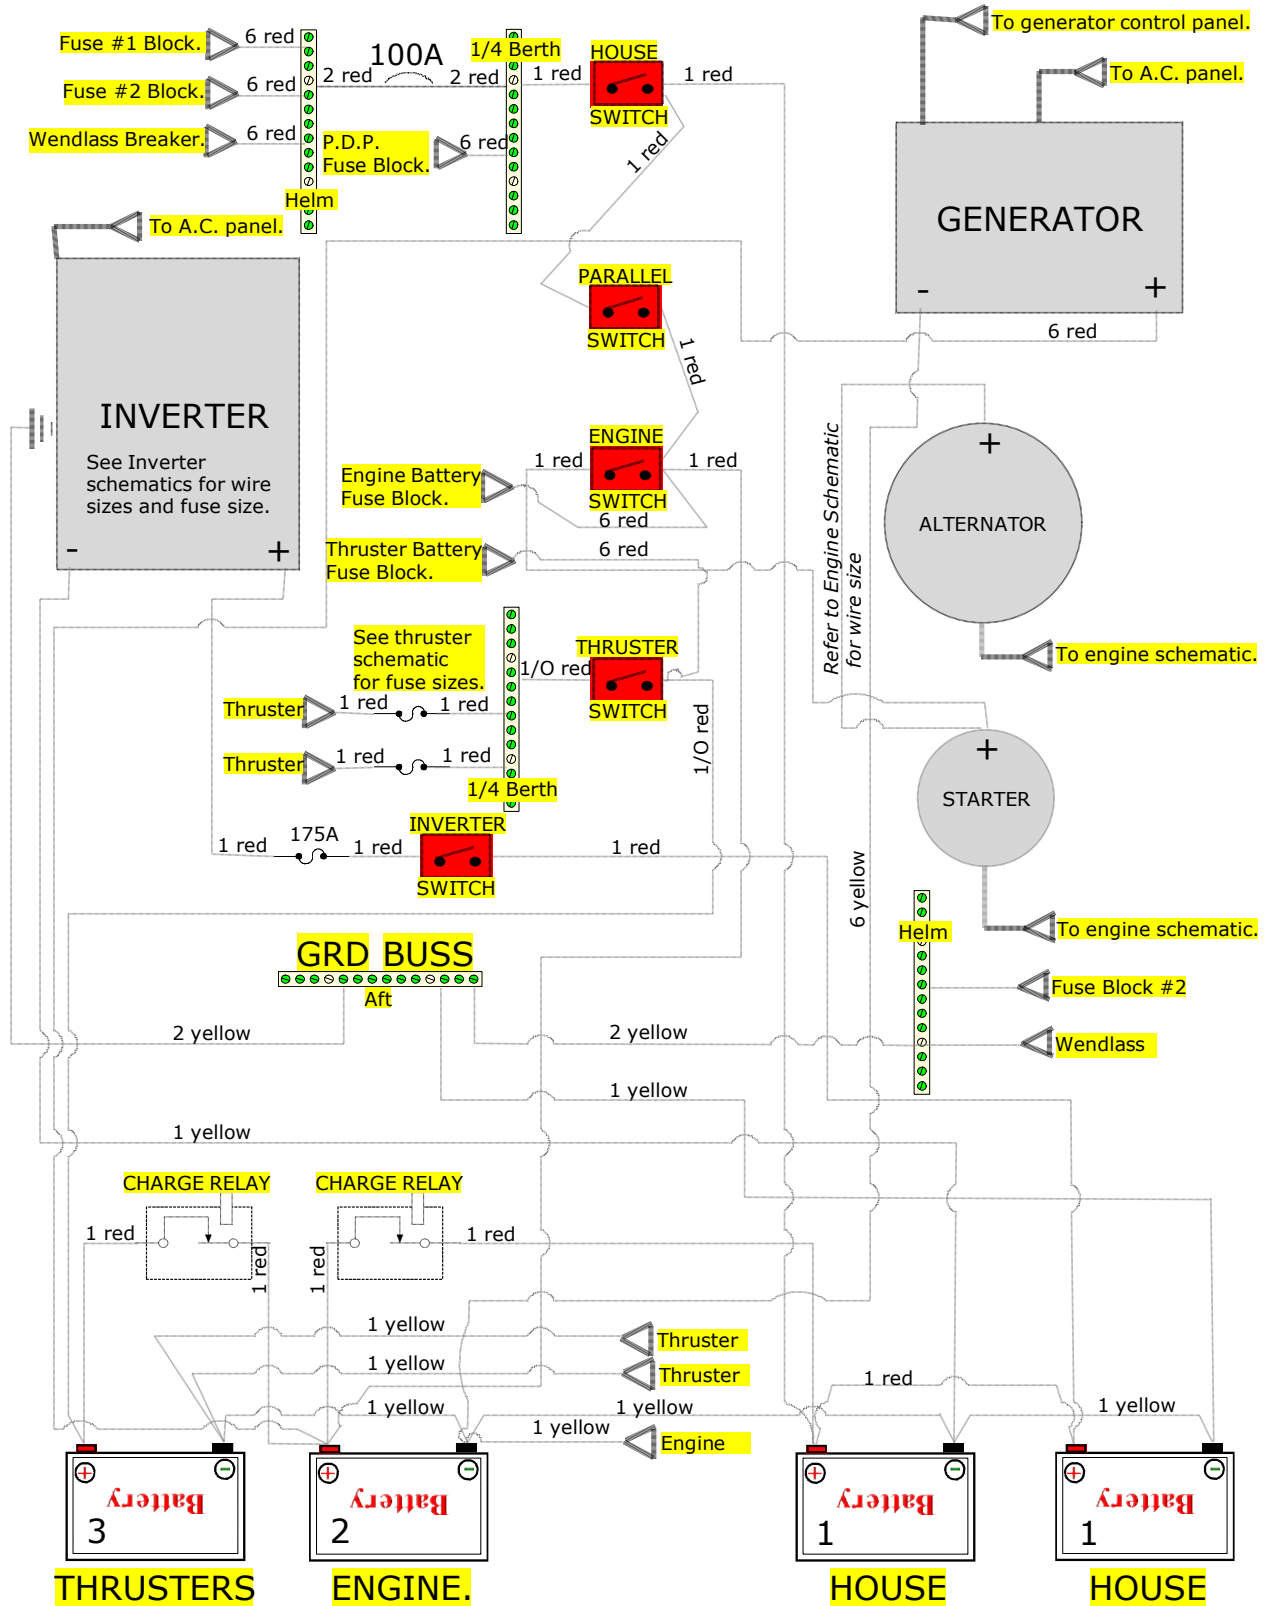 To generator control panel.
Fuse #1 Block.
6 red
100A
1/4 Berth
HOUSE
2 red
2 red
1 red
1 red
To A.C. panel.
Fuse #2 Block.
6 red
SWITCH
Wendlass Breaker.
6 red
P.D.P.
Fuse Block.
6 red
1 red
Helm
To A.C. panel.
GENERATOR
-
+
PARALLEL
SWITCH
6 red
1 red
INVERTER
See Inverter
schematics for wire
sizes and fuse size.
-
+
ENGINE
1 red
1 red
SWITCH
Engine Battery
Fuse Block.
6 red
+
ALTERNATOR
Refer to Engine Schematic
for wire size
Thruster Battery
Fuse Block.
6 red
To engine schematic.
See thruster
schematic
for fuse sizes.
THRUSTER
1/O red
SWITCH
Thruster
1 red
1 red
1/O red
Thruster
1 red
1 red
+
STARTER
1/4 Berth
INVERTER
1 red
175A
1 red
1 red
SWITCH
6 yellow
Helm
To engine schematic.
GRD BUSS
Aft
Fuse Block #2
2 yellow
2 yellow
Wendlass
1 yellow
1 yellow
CHARGE RELAY
CHARGE RELAY
1 red
1 red
1 red
1 red
1 yellow
Thruster
1 yellow
Thruster
1 red
1 yellow
1 yellow
1 yellow
1 yellow
Engine
+
-
+
-
+
-
+
-
Battery
Battery
Battery
Battery
3
2
1
1
THRUSTERS
ENGINE.
HOUSE
HOUSE